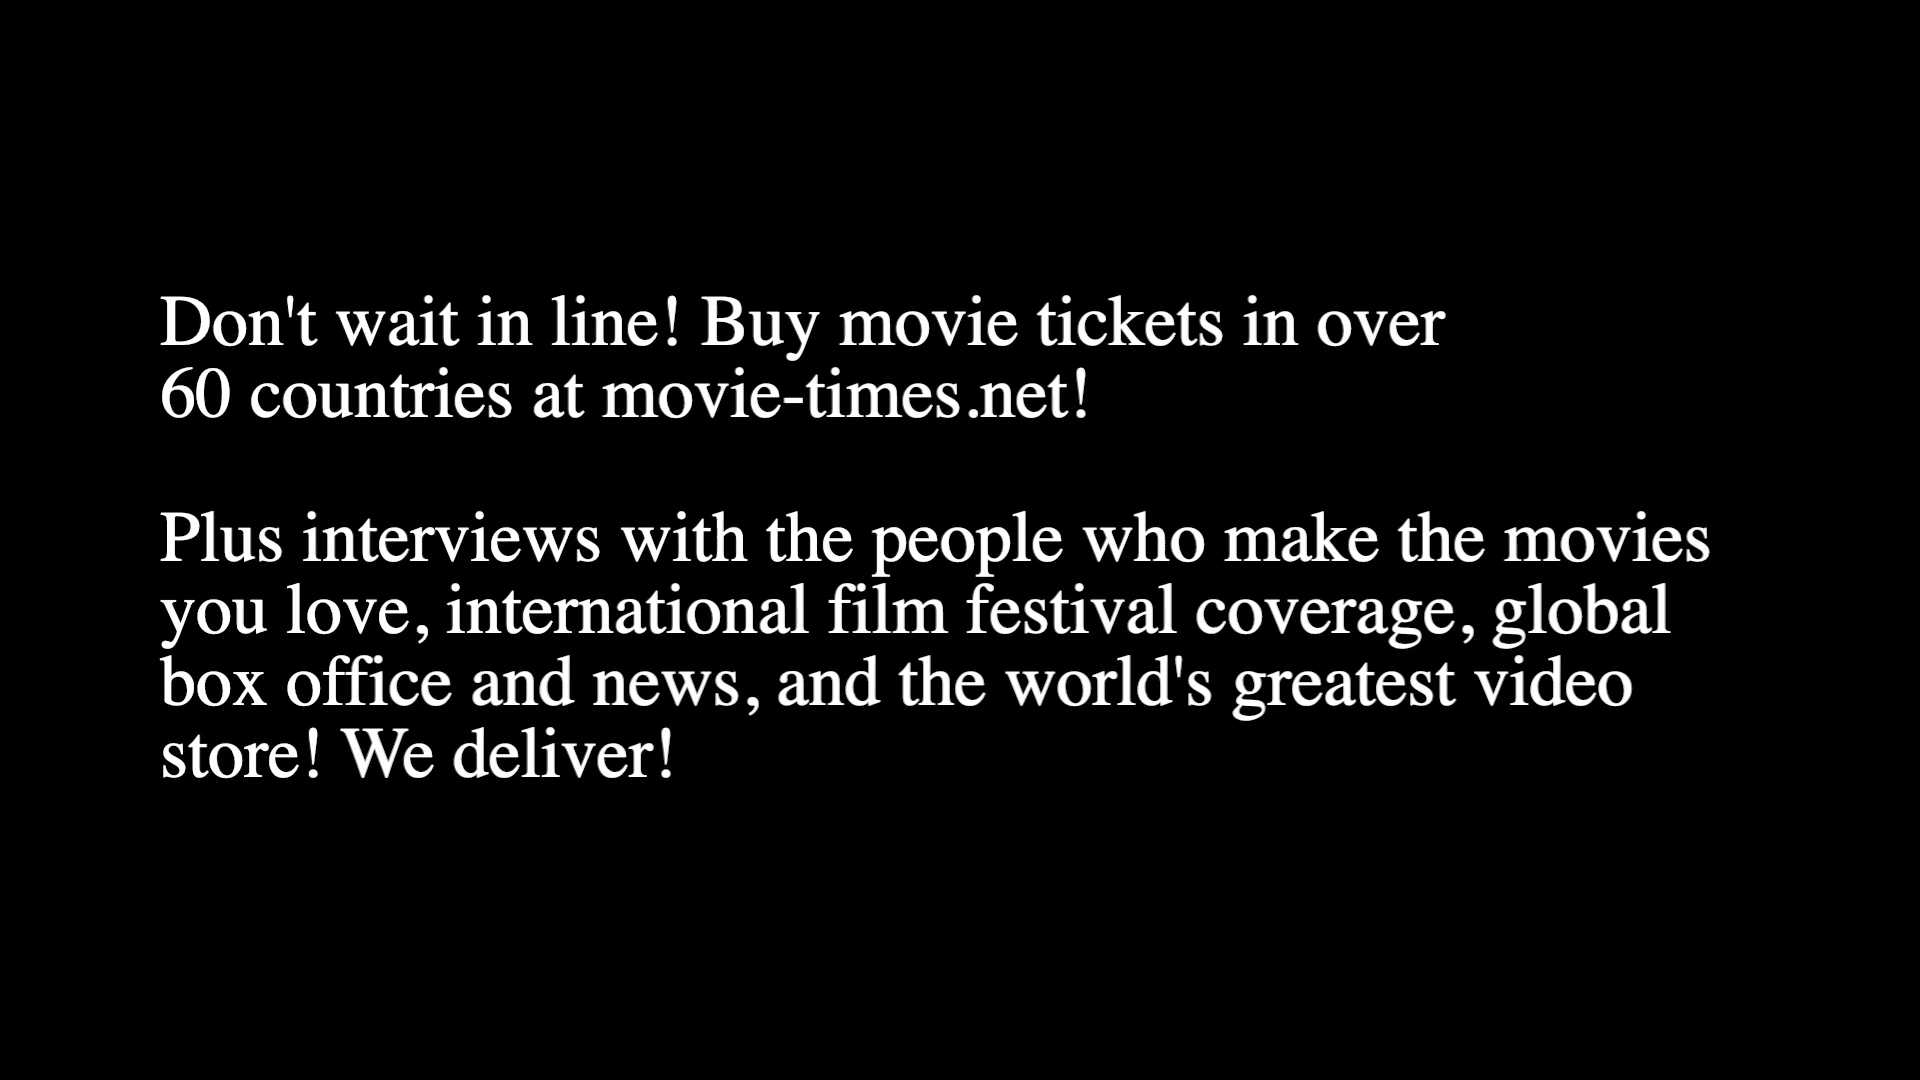 Don't wait in line! Buy movie tickets in over
60 countries at movie-times.net!
Plus interviews with the people who make the movies
you love, international film festival coverage, global
box office and news, and the world's greatest video
store! We deliver!